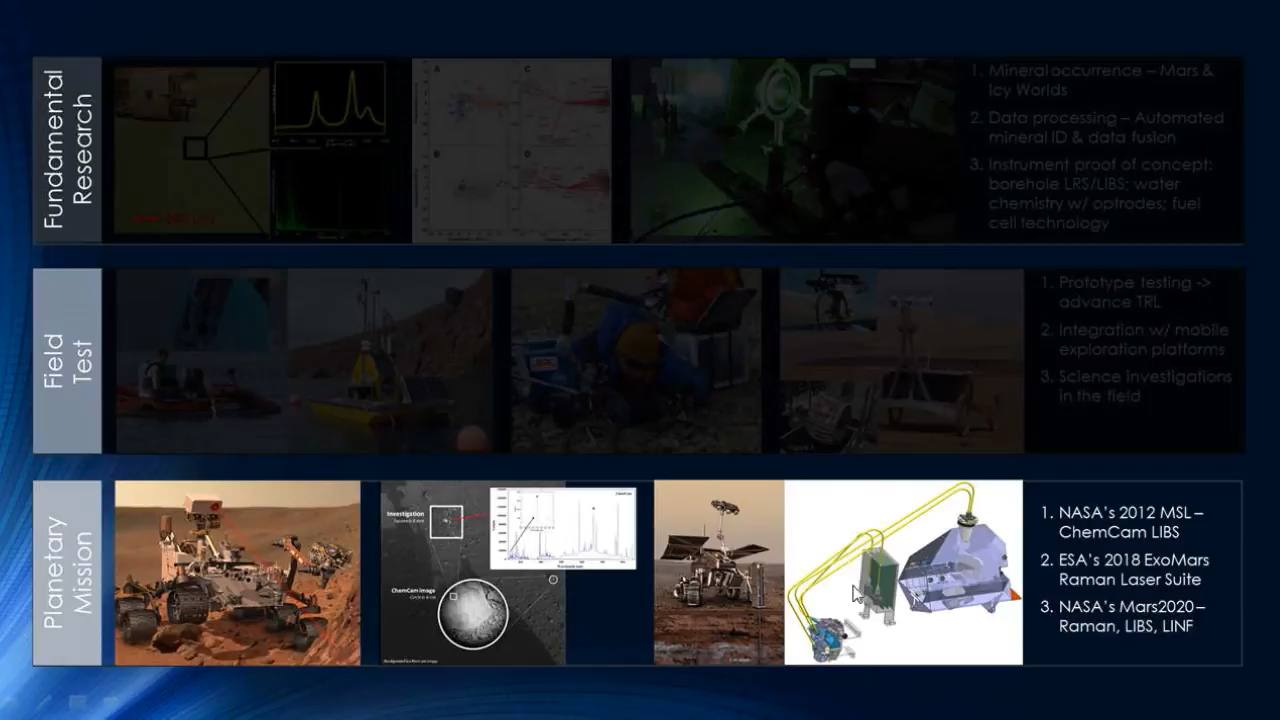 Fundamental
Research
1. Mineral occurrence – Mars &
Icy Worlds
2. Data processing – Automated
mineral ID & data fusion
3. Instrument proof of concept:
borehole LRS/LIBS; water
chemistry w/ optrodes; fuel
cell technology
A
C
B
Field
Test
1. Prototype testing ->
advance TRL
2. Integration w/ mobile
exploration platforms
3. Science investigations
in the field
Planetary
Mission
Investigation
ChemCam image
1. NASA's 2012 MSL –
ChemCam LIBS
2. ESA's 2018 ExoMars
Raman Laser Suite
3. NASA's Mars2020 –
Raman, LIBS, LINF